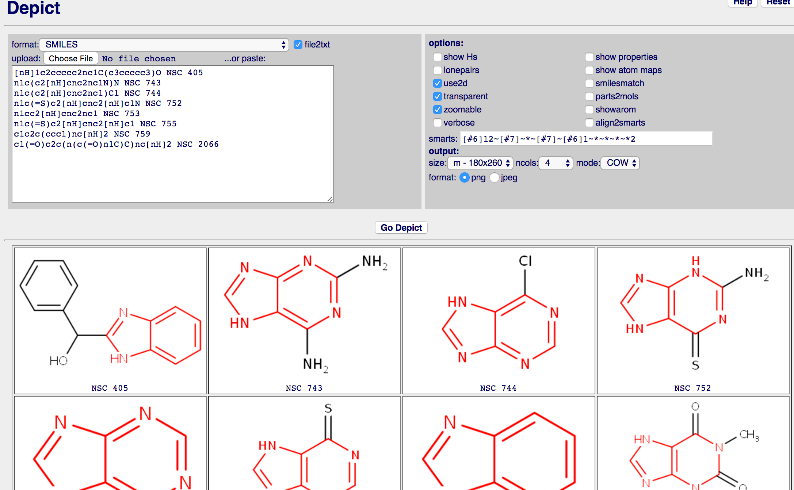 Depict
Help Reset
format: SMILES file2txt
upload: Choose File No file chosen ...or paste:
[nH]1c2ccccc2nc1C(c3ccccc3)O NSC 405
n1c(c2[nH]cnc2nc1N)N NSC 743
n1c(c2[nH]cnc2nc1)Cl NSC 744
n1c(=S)c2[nH]cnc2[nH]c1N NSC 752
n1cc2[nH]cnc2nc1 NSC 753
n1c(=S)c2[nH]cnc2[nH]c1 NSC 755
c1c2c(ccc1)nc[nH]2 NSC 759
c1(=O)c2c(n(c(=O)n1C)C)nc[nH]2 NSC 2066
options:
show Hs show properties
lonepairs show atom maps
use2d smilesmatch
transparent parts2mols
zoomable showarom
verbose align2smarts
smarts: [#6]12~[#7]~*~[#7]~[#6]1~*~*~*~*2
output:
size: m - 180x260 ncols: 4 mode: COW
format: png jpeg
Go Depict
N
HN
HO
NSC 405
N N NH2
HN N
NH2
NSC 743
Cl
HN N
N N
NSC 744
H
N N NH2
HN N
S
NSC 752
N N
N
S
HN N
N
O
HN N CH3
N N O